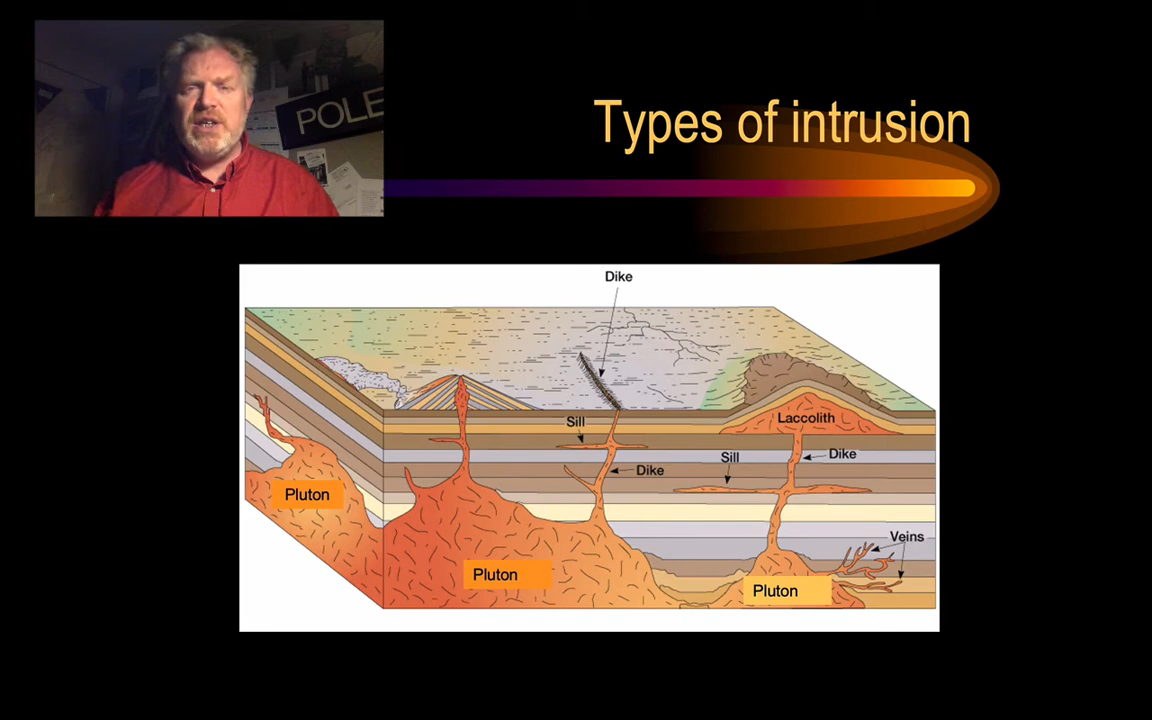 POLE
Types of intrusion
Dike
Sill
Laccolith
Dike
Sill
Dike
Pluton
Veins
Pluton
Pluton